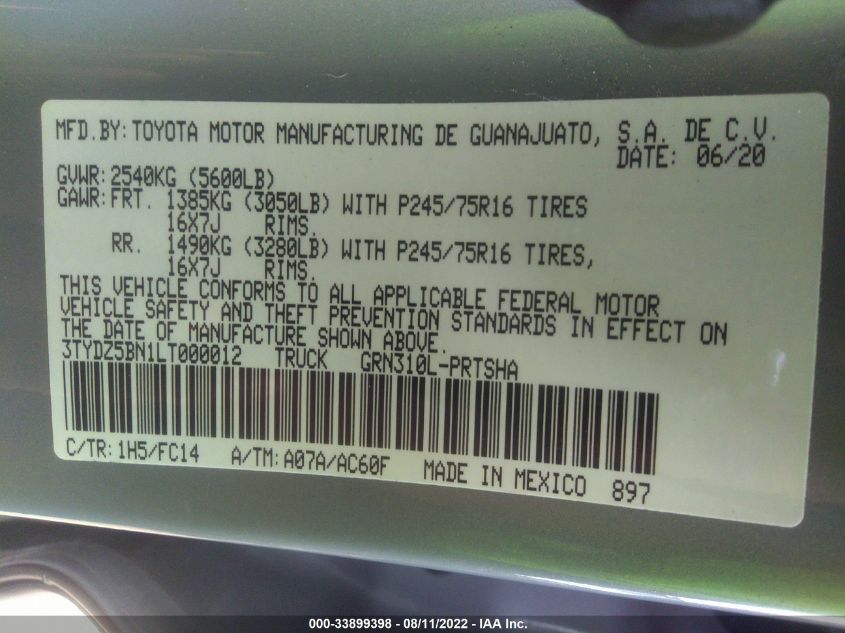 MFD.BY: TOYOTA MOTOR MANUFACTURING DE GUANAJUATO, S.A. DE C.V.
DATE: 06/20
GVWR: 2540KG (5600LB)
GAWR: FRT. 1385KG (3050LB) WITH P245/75R16 TIRES
16X7J RIMS.
RR. 1490KG (3280LB) WITH P245/75R16 TIRES,
16X7J RIMS.
THIS VEHICLE CONFORMS TO ALL APPLICABLE FEDERAL MOTOR
VEHICLE SAFETY AND THEFT PREVENTION STANDARDS IN EFFECT ON
THE DATE OF MANUFACTURE SHOWN ABOVE.
3TYDZ5BN1LT000012 TRUCK GRN310L-PRTSHA
C/TR: 1H5/FC14 A/TM: A07A/AC60F MADE IN MEXICO 897
000-33899398 - 08/11/2022 - IAA Inc.